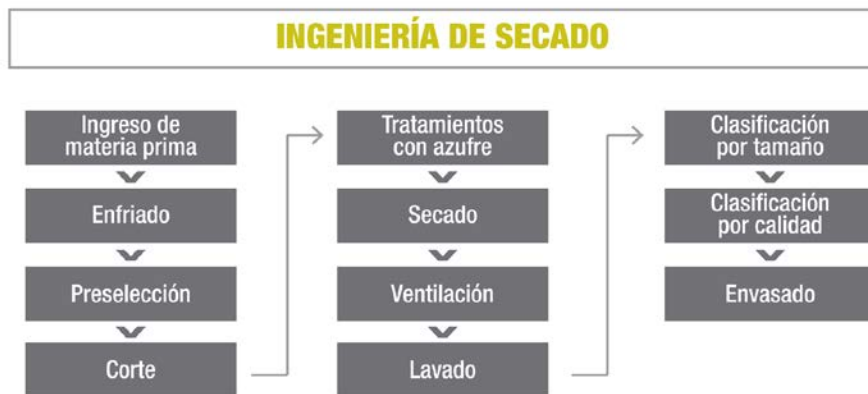 INGENIERÍA DE SECADO
Ingreso de
materia prima
Enfriado
Preselección
Corte
Tratamientos
con azufre
Secado
Ventilación
Lavado
Clasificación
por tamaño
Clasificación
por calidad
Envasado